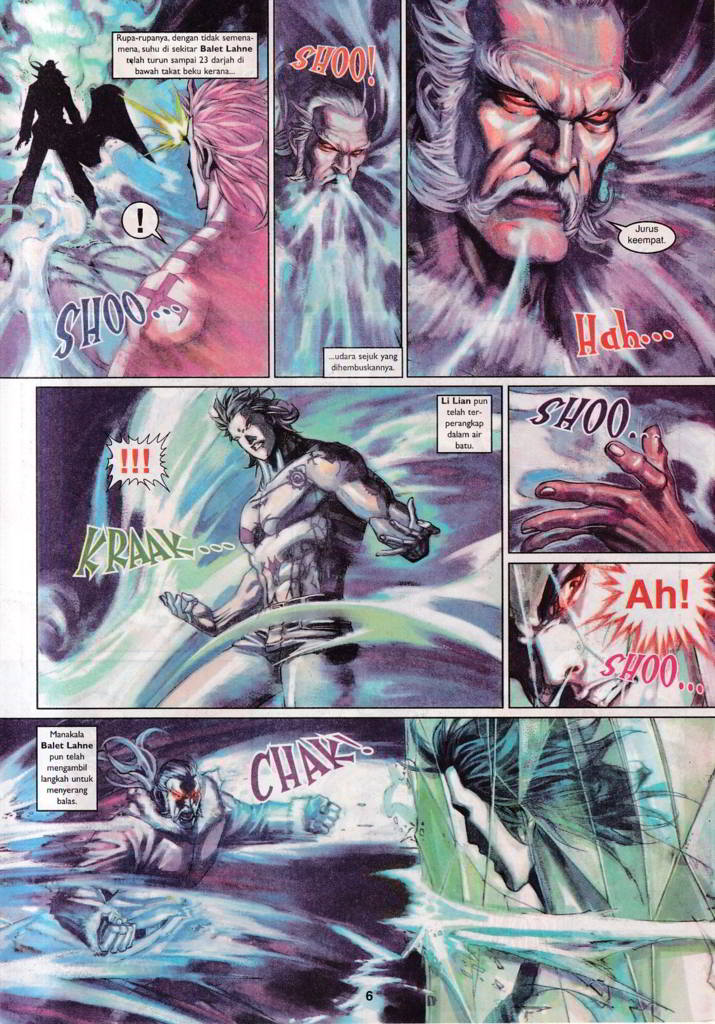 Rupa-rupanya, dengan tidak semena-
mena, suhu di sekitar Balet Lahne
telah turun sampai 23 darjah di
bawah takat beku kerana...
!
SHOO...
SHOO!
...udara sejuk yang
dihembuskannya.
Jurus
keempat.
Hah...
!!!
KRAAK...
Li Lian pun
telah ter-
perangkap
dalam air
batu.
SHOO...
Ah!
SHOO...
Manakala
Balet Lahne
pun telah
mengambil
langkah untuk
menyerang
balas.
CHAK!
6